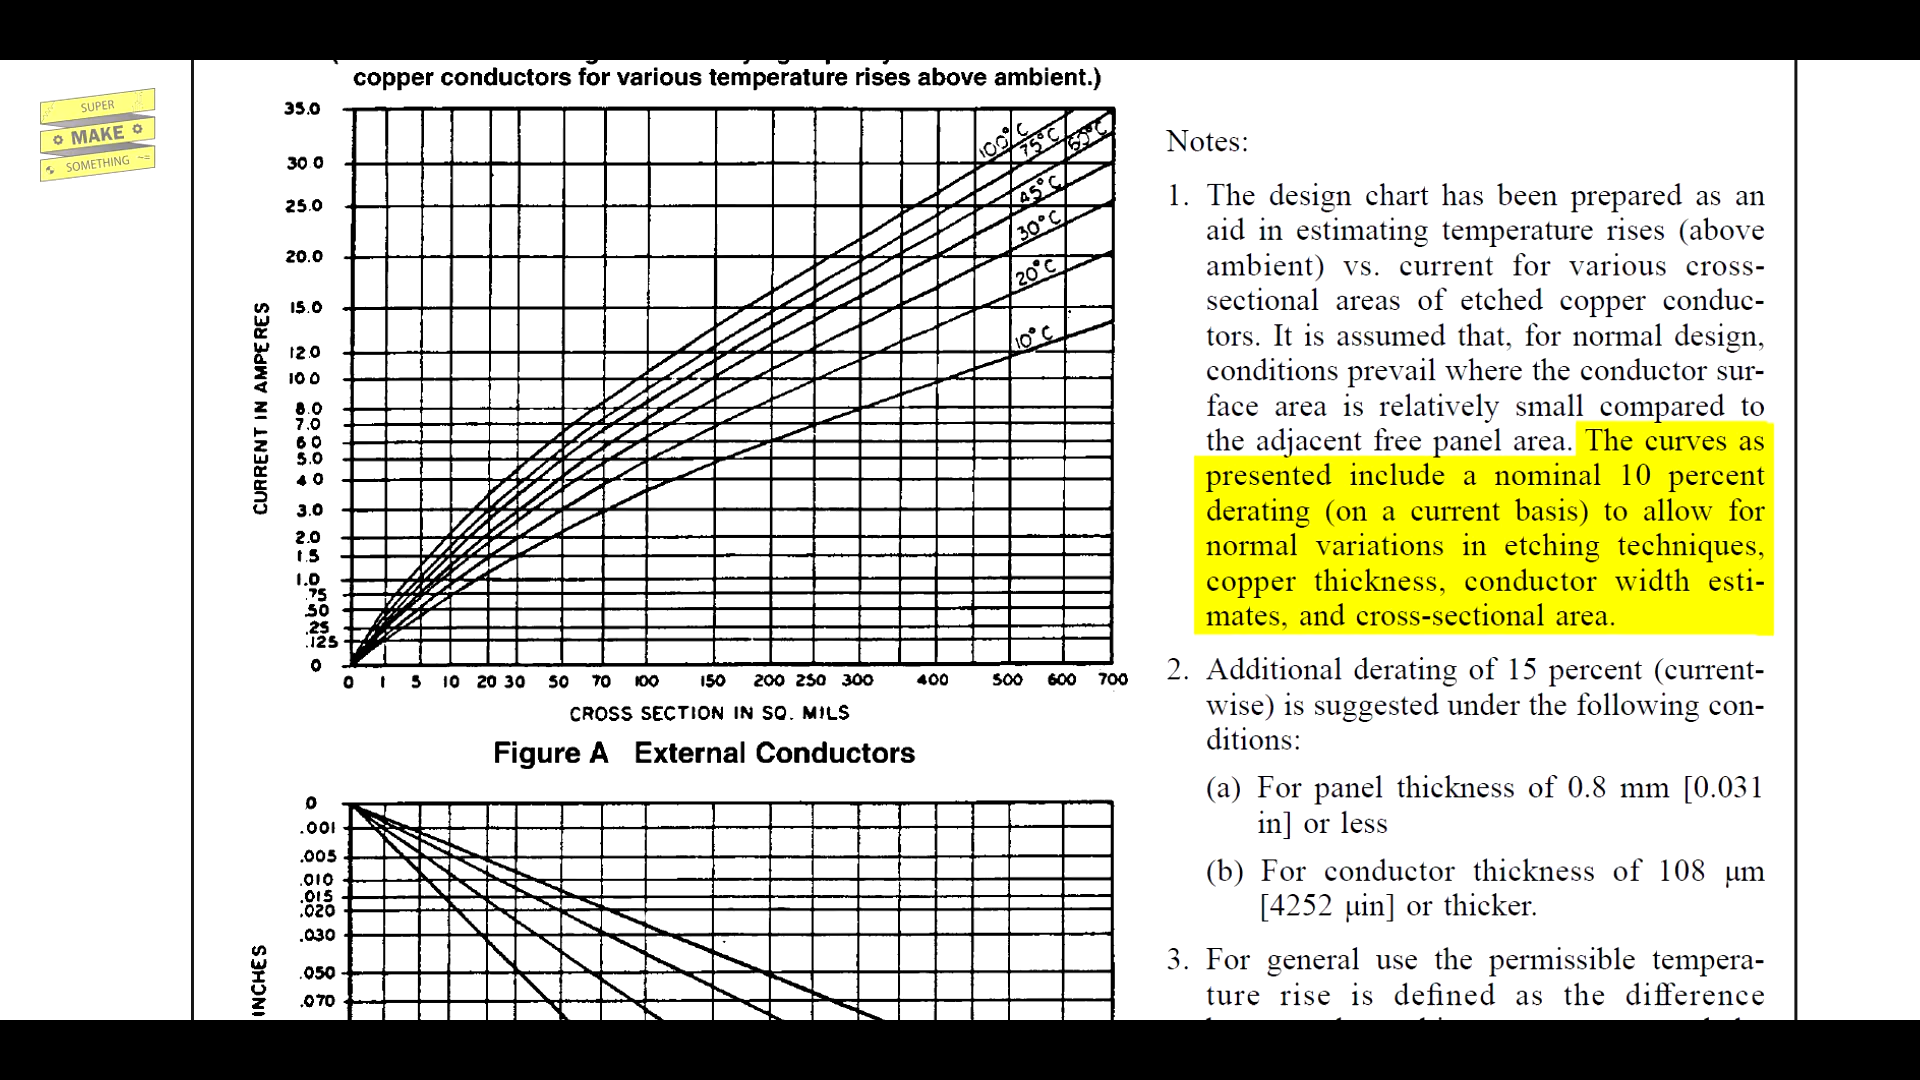 SUPER
MAKE
SOMETHING
copper conductors for various temperature rises above ambient.)
35.0
30 0
25.0
20.0
15.0
12.0
10 0
8.0
7.0
6 0
5.0
4 0
3.0
2.0
1.5
1.0
.75
.50
.25
.125
0
CURRENT IN AMPERES
100°C
75°C
60°C
45°C
30°C
20°C
10°C
0 1 5 10 20 30 50 70 100 150 200 250 300 400 500 600 700
CROSS SECTION IN SQ. MILS
Figure A External Conductors
0
.001
.005
.010
.015
.020
.030
.050
.070
INCHES
Notes:
1. The design chart has been prepared as an
aid in estimating temperature rises (above
ambient) vs. current for various cross-
sectional areas of etched copper conduc-
tors. It is assumed that, for normal design,
conditions prevail where the conductor sur-
face area is relatively small compared to
the adjacent free panel area. The curves as
presented include a nominal 10 percent
derating (on a current basis) to allow for
normal variations in etching techniques,
copper thickness, conductor width esti-
mates, and cross-sectional area.
2. Additional derating of 15 percent (current-
wise) is suggested under the following con-
ditions:
(a) For panel thickness of 0.8 mm [0.031
in] or less
(b) For conductor thickness of 108 μm
[4252 μin] or thicker.
3. For general use the permissible tempera-
ture rise is defined as the difference